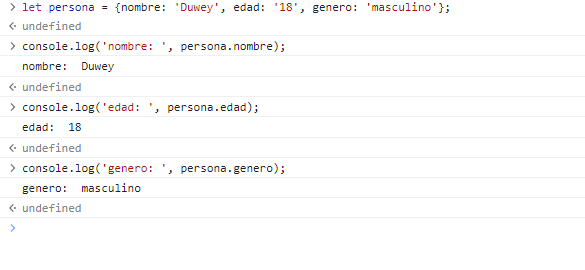 > let persona = {nombre: 'Duwey', edad: '18', genero: 'masculino'};
<· undefined
> console.log('nombre: ', persona.nombre);
nombre:  Duwey
<· undefined
> console.log('edad: ', persona.edad);
edad:  18
<· undefined
> console.log('genero: ', persona.genero);
genero:  masculino
<· undefined
>